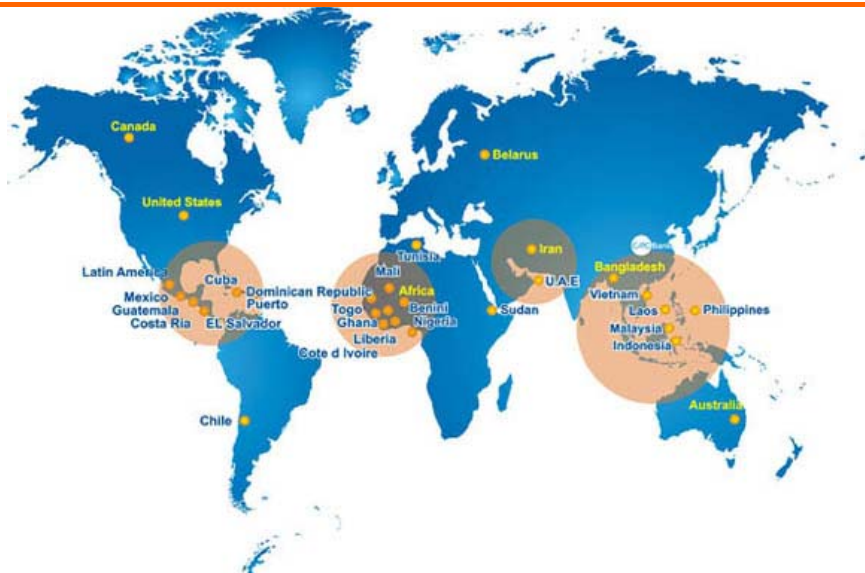 Canada
Belarus
United States
Iran
Tunisia
Latin America
Cuba
Mali
U.A.E
Bangladesh
Mexico
Dominican Republic
Africa
Vietnam
Guatemala
Puerto
Togo
Benini
Sudan
Laos
Philippines
Costa Ria
EL Salvador
Ghana
Nigeria
Malaysia
Liberia
Indonesia
Cote d Ivoire
Australia
Chile